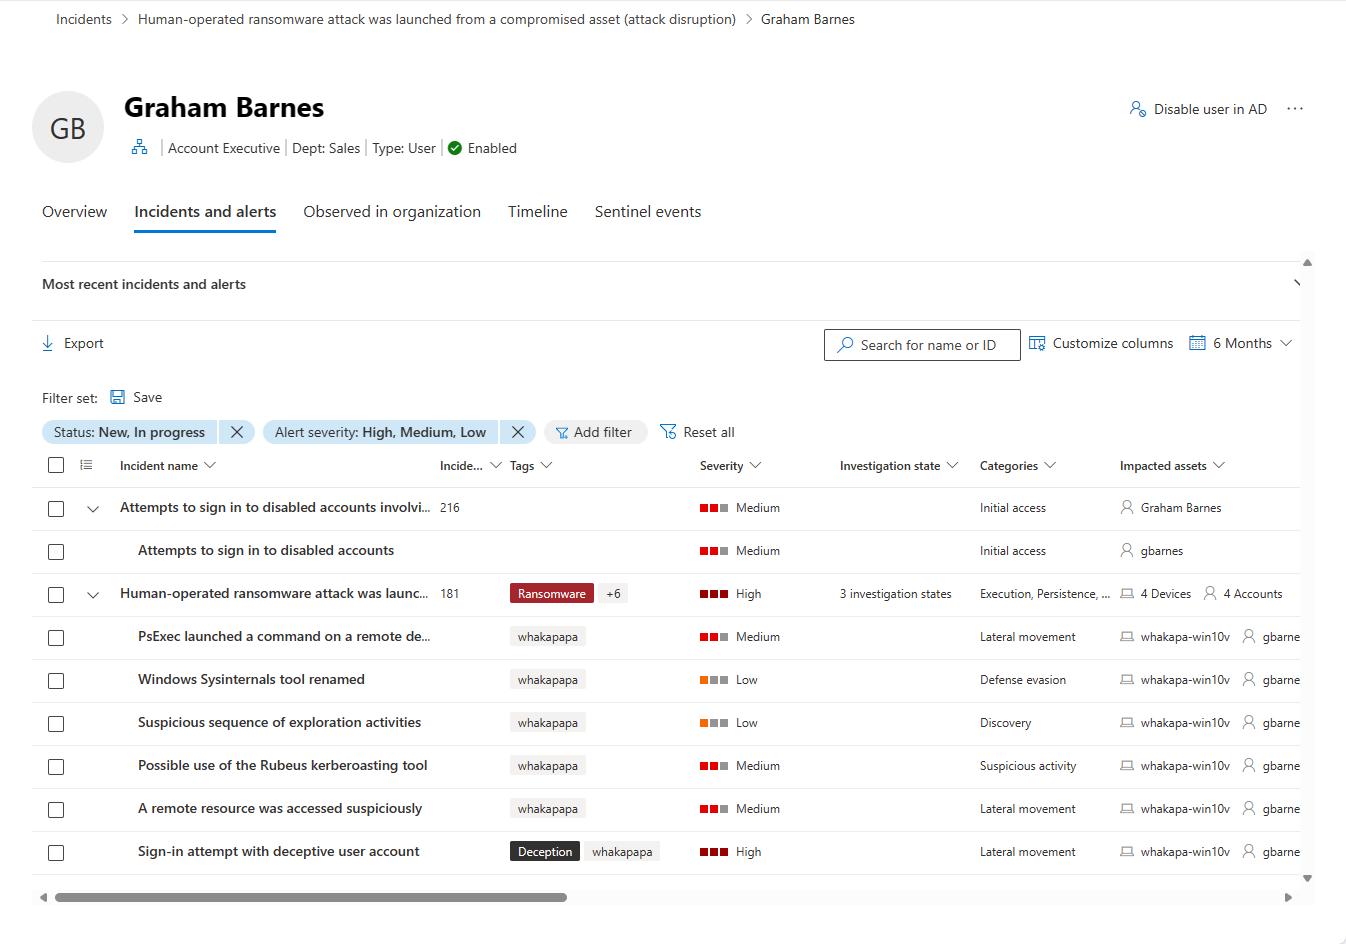 Incidents > Human-operated ransomware attack was launched from a compromised asset (attack disruption) > Graham Barnes
GB
Graham Barnes
Disable user in AD ...
Account Executive | Dept: Sales | Type: User | Enabled
Overview Incidents and alerts Observed in organization Timeline Sentinel events
Most recent incidents and alerts
Export Search for name or ID Customize columns 6 Months
Filter set: Save
Status: New, In progress Alert severity: High, Medium, Low Add filter Reset all
Incident name Incide... Tags Severity Investigation state Categories Impacted assets
Attempts to sign in to disabled accounts involvi... 216 Medium Initial access Graham Barnes
Attempts to sign in to disabled accounts Medium Initial access gbarnes
Human-operated ransomware attack was launc... 181 Ransomware +6 High 3 investigation states Execution, Persistence, ... 4 Devices 4 Accounts
PsExec launched a command on a remote de... whakapapa Medium Lateral movement whakapa-win10v gbarne
Windows Sysinternals tool renamed whakapapa Low Defense evasion whakapa-win10v gbarne
Suspicious sequence of exploration activities whakapapa Low Discovery whakapa-win10v gbarne
Possible use of the Rubeus kerberoasting tool whakapapa Medium Suspicious activity whakapa-win10v gbarne
A remote resource was accessed suspiciously whakapapa Medium Lateral movement whakapa-win10v gbarne
Sign-in attempt with deceptive user account Deception whakapapa High Lateral movement whakapa-win10v gbarne